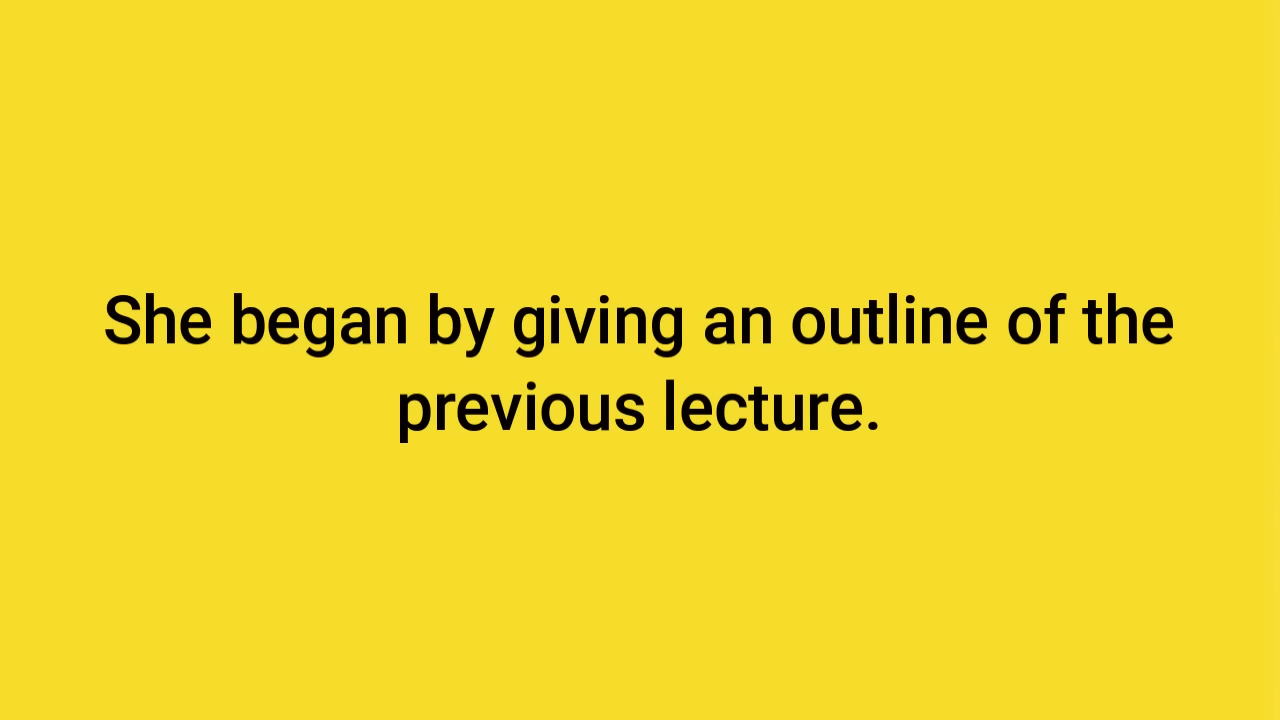 She began by giving an outline of the
previous lecture.